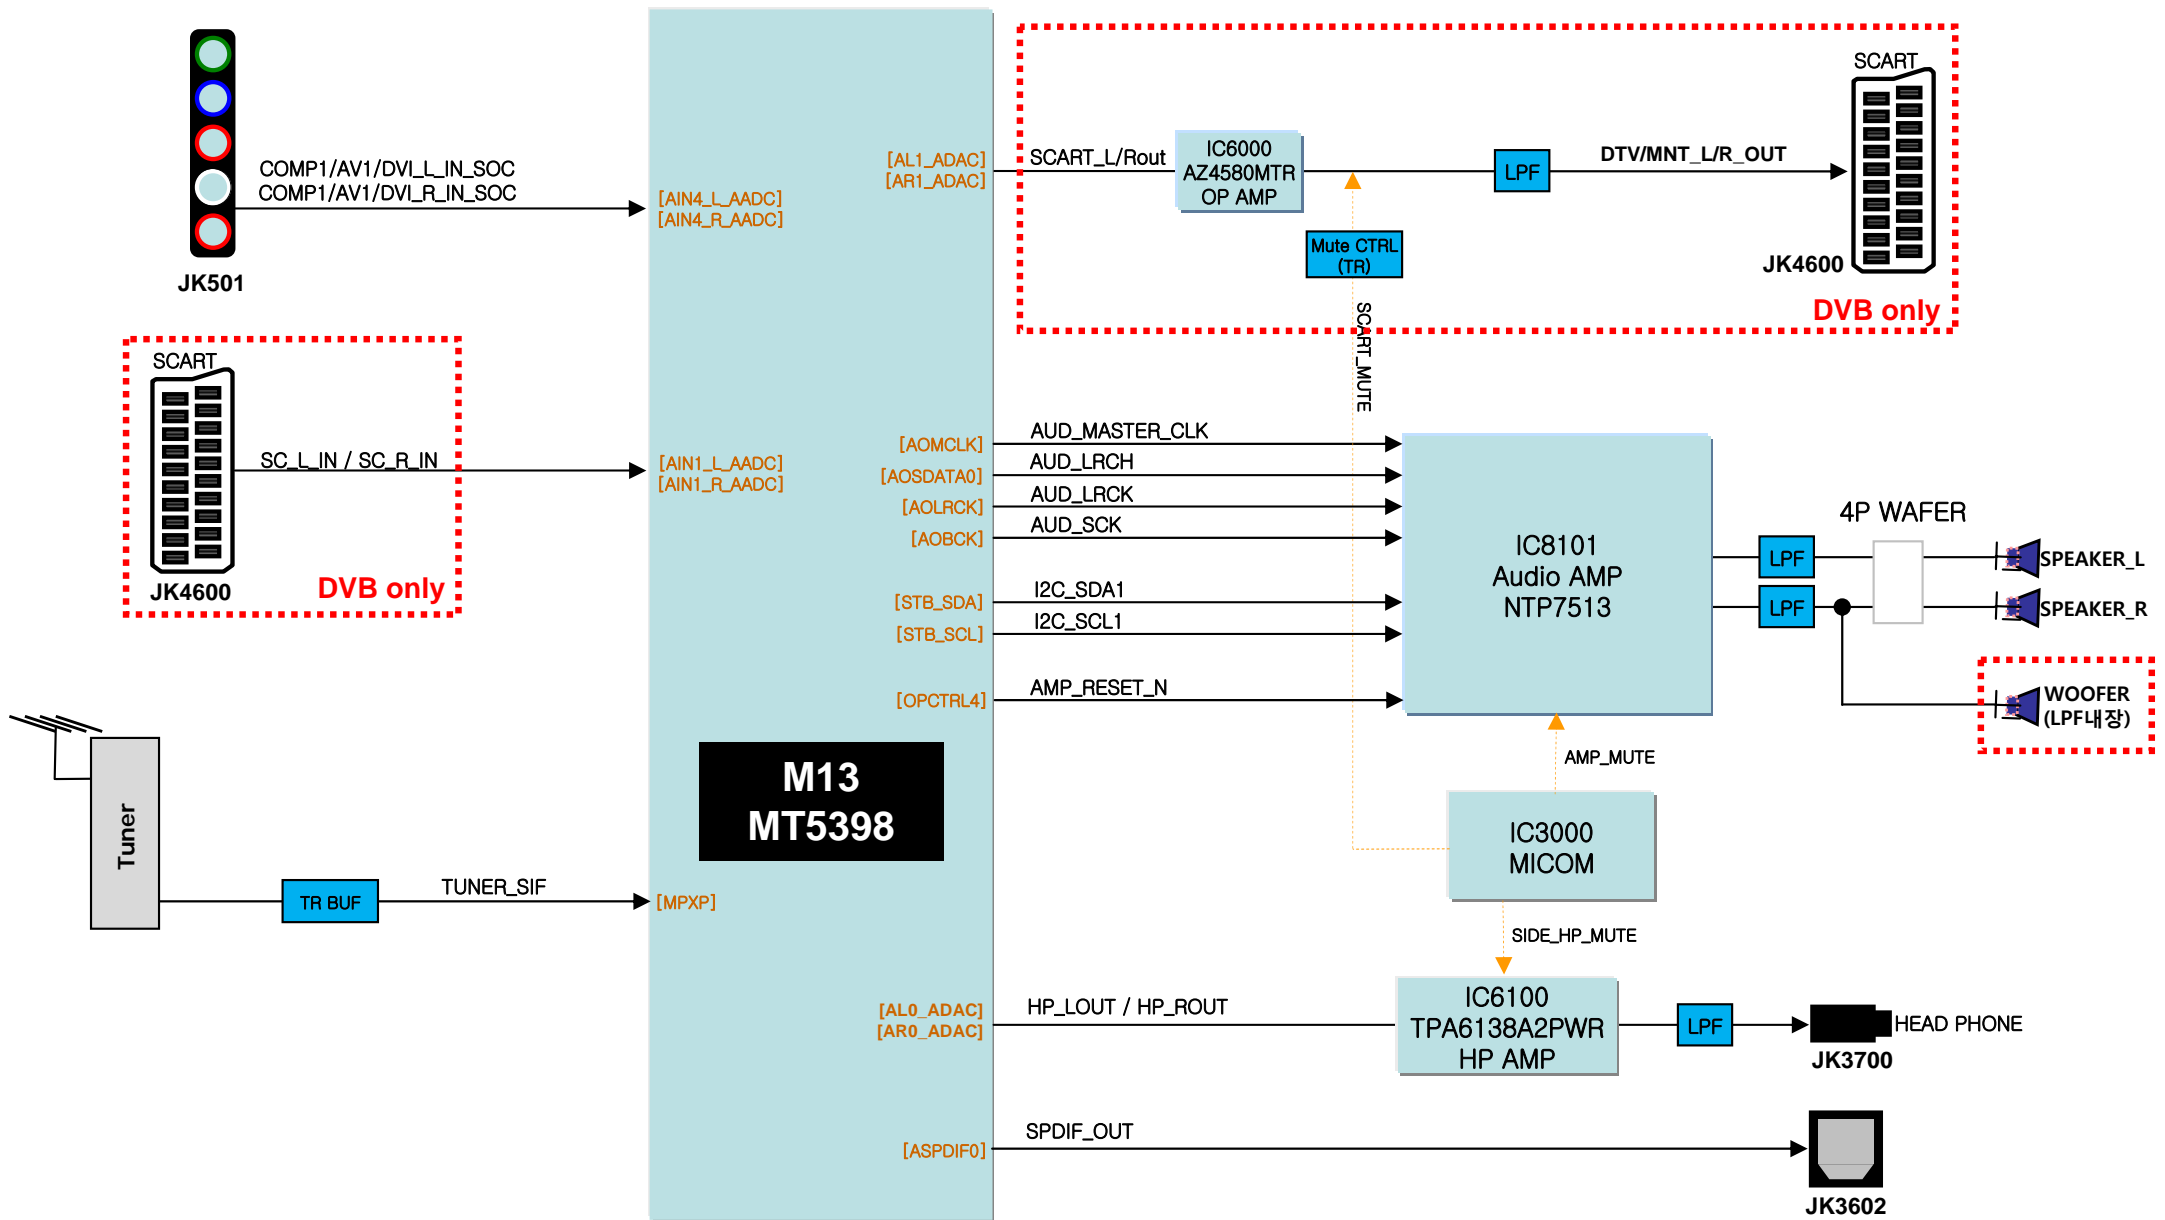 JK501
COMP1/AV1/DVI_L_IN_SOC
COMP1/AV1/DVI_R_IN_SOC
[AIN4_L_AADC]
[AIN4_R_AADC]
SCART
SC_L_IN / SC_R_IN
JK4600
DVB only
[AIN1_L_AADC]
[AIN1_R_AADC]
Tuner
TR BUF
TUNER_SIF
[MPXP]
M13
MT5398
[AL1_ADAC]
[AR1_ADAC]
SCART_L/Rout
IC6000
AZ4580MTR
OP AMP
Mute CTRL
(TR)
SCART_MUTE
LPF
DTV/MNT_L/R_OUT
SCART
JK4600
DVB only
[AOMCLK]
AUD_MASTER_CLK
[AOSDATA0]
AUD_LRCH
[AOLRCK]
AUD_LRCK
[AOBCK]
AUD_SCK
[STB_SDA]
I2C_SDA1
[STB_SCL]
I2C_SCL1
[OPCTRL4]
AMP_RESET_N
IC8101
Audio AMP
NTP7513
LPF
LPF
4P WAFER
SPEAKER_L
SPEAKER_R
WOOFER
(LPF내장)
AMP_MUTE
IC3000
MICOM
SIDE_HP_MUTE
[AL0_ADAC]
[AR0_ADAC]
HP_LOUT / HP_ROUT
IC6100
TPA6138A2PWR
HP AMP
LPF
HEAD PHONE
JK3700
[ASPDIF0]
SPDIF_OUT
JK3602